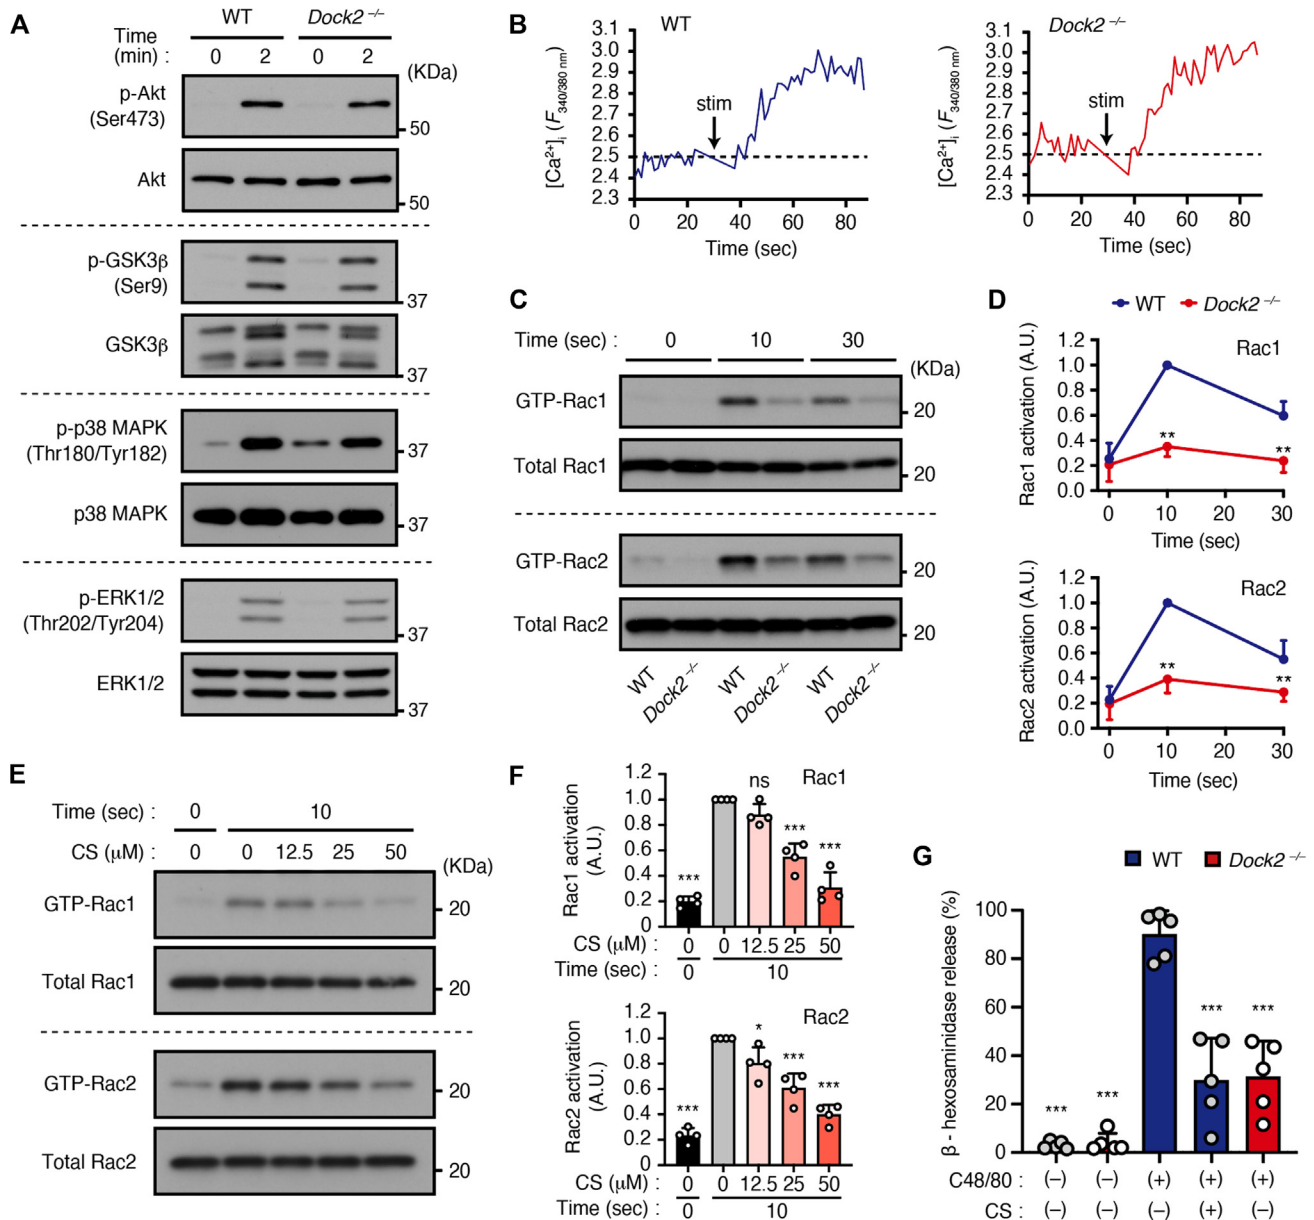 A
WT Dock2 –/–
Time (min) : 0 2 0 2 (KDa)
p-Akt (Ser473) 50
Akt 50
p-GSK3β (Ser9) 37
GSK3β 37
p-p38 MAPK (Thr180/Tyr182) 37
p38 MAPK 37
p-ERK1/2 (Thr202/Tyr204) 37
ERK1/2 37
B
WT
[Ca2+]i (F340/380 nm)
3.1
3.0
2.9
2.8
2.7
2.6
2.5
2.4
2.3
stim
0 20 40 60 80
Time (sec)
Dock2 –/–
[Ca2+]i (F340/380 nm)
3.1
3.0
2.9
2.8
2.7
2.6
2.5
2.4
2.3
stim
0 20 40 60 80
Time (sec)
C
Time (sec) : 0 10 30
(KDa)
GTP-Rac1 20
Total Rac1 20
GTP-Rac2 20
Total Rac2 20
WT Dock2 –/– WT Dock2 –/– WT Dock2 –/–
D
WT Dock2 –/–
Rac1
Rac1 activation (A.U.)
1.2
1.0
0.8
0.6
0.4
0.2
0.0
** **
0 10 20 30
Time (sec)
Rac2
Rac2 activation (A.U.)
1.2
1.0
0.8
0.6
0.4
0.2
0.0
** **
0 10 20 30
Time (sec)
E
Time (sec) : 0 10
CS (μM) : 0 0 12.5 25 50 (KDa)
GTP-Rac1 20
Total Rac1 20
GTP-Rac2 20
Total Rac2 20
F
Rac1
Rac1 activation (A.U.)
1.2
1.0
0.8
0.6
0.4
0.2
0
*** ns *** ***
CS (μM) : 0 0 12.5 25 50
Time (sec) : 0 10
Rac2
Rac2 activation (A.U.)
1.2
1.0
0.8
0.6
0.4
0.2
0
*** * *** ***
CS (μM) : 0 0 12.5 25 50
Time (sec) : 0 10
G
WT Dock2 –/–
β - hexosaminidase release (%)
100
80
60
40
20
0
*** *** *** ***
C48/80 : (–) (–) (+) (+) (+)
CS : (–) (–) (–) (+) (–)